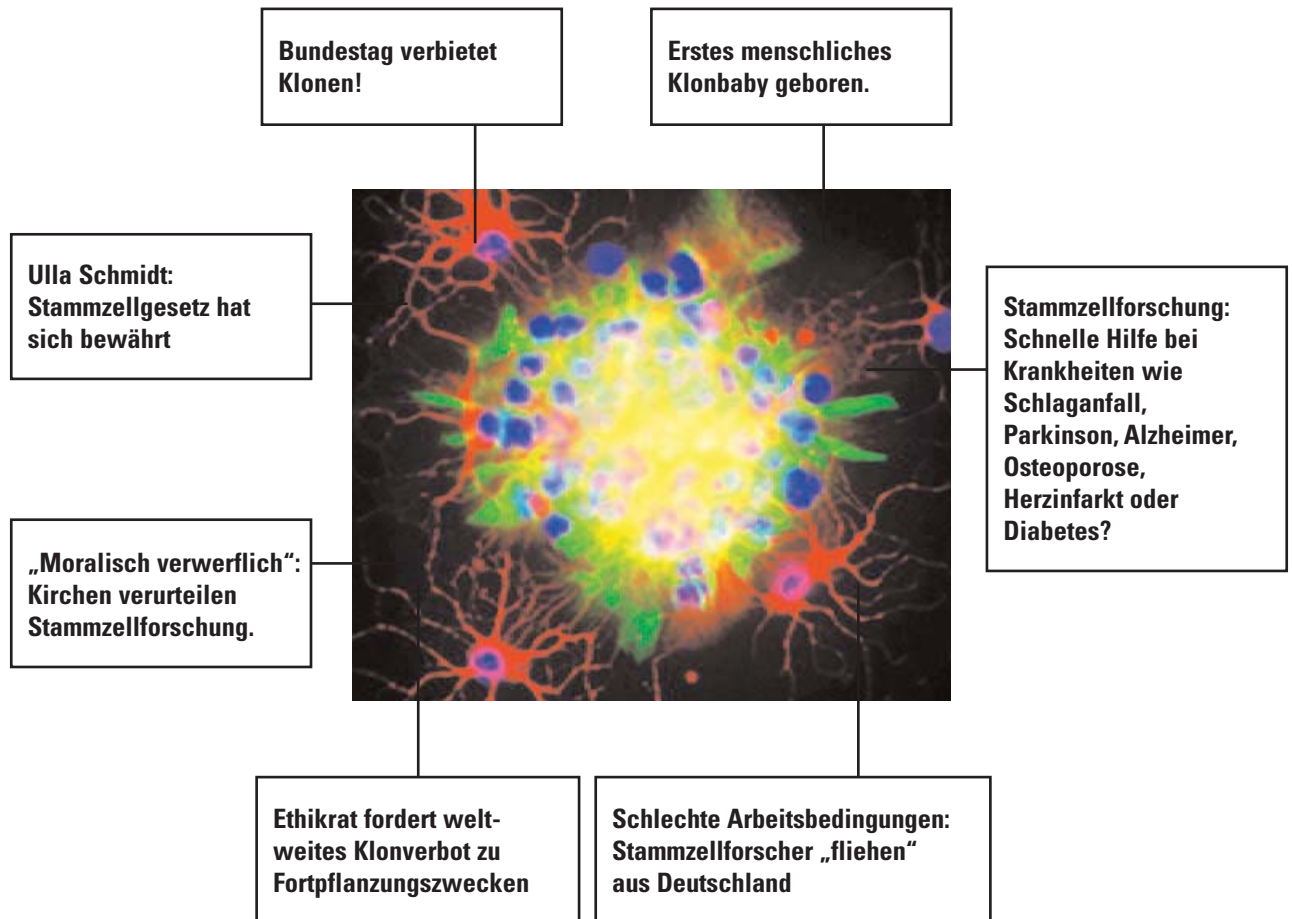 Bundestag verbietet
Klonen!
Erstes menschliches
Klonbaby geboren.
Ulla Schmidt:
Stammzellgesetz hat
sich bewährt
Stammzellforschung:
Schnelle Hilfe bei
Krankheiten wie
Schlaganfall,
Parkinson, Alzheimer,
Osteoporose,
Herzinfarkt oder
Diabetes?
„Moralisch verwerflich“:
Kirchen verurteilen
Stammzellforschung.
Ethikrat fordert welt-
weites Klonverbot zu
Fortpflanzungszwecken
Schlechte Arbeitsbedingungen:
Stammzellforscher „fliehen“
aus Deutschland